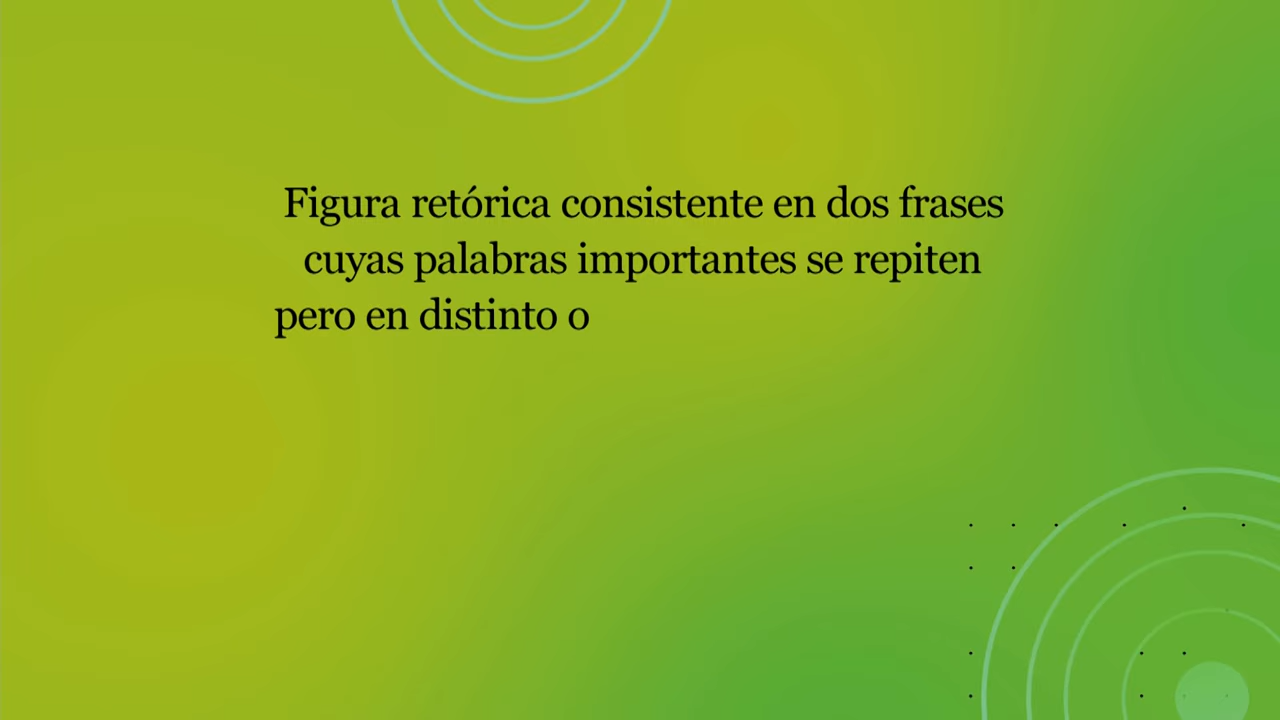 Figura retórica consistente en dos frases
cuyas palabras importantes se repiten
pero en distinto o